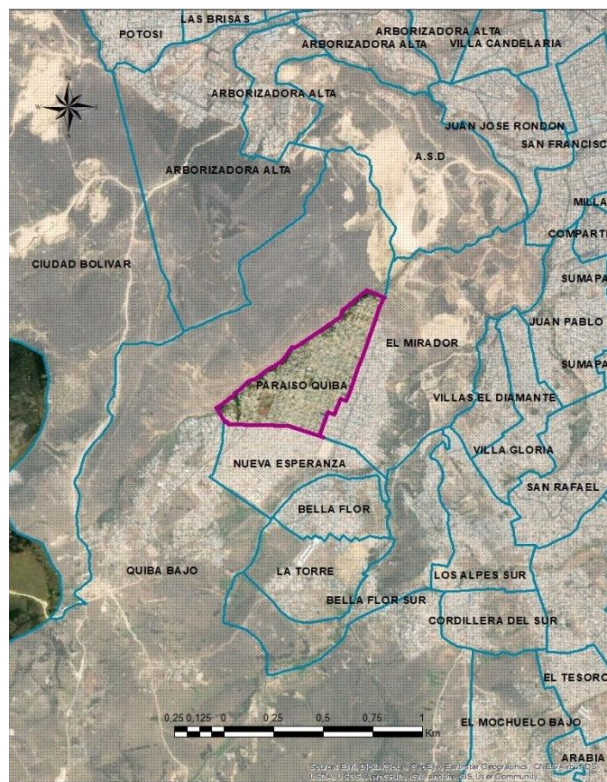 LAS BRISAS
POTOSI
ARBORIZADORA ALTA
ARBORIZADORA ALTA
VILLA CANDELARIA
ARBORIZADORA ALTA
JUAN JOSE RONDON
A.S.D
SAN FRANCISC
ARBORIZADORA ALTA
MILLA
COMPARTI
CIUDAD BOLIVAR
SUMAPA
JUAN PABLO
EL MIRADOR
SUMAPA
PARAISO QUIBA
VILLAS EL DIAMANTE
VILLA GLORIA
NUEVA ESPERANZA
SAN RAFAEL
BELLA FLOR
QUIBA BAJO
LA TORRE
LOS ALPES SUR
BELLA FLOR SUR
CORDILLERA DEL SUR
EL TESORO
0,25 0,125 0 0,25 0,5 0,75 1
Km
EL MOCHUELO BAJO
ARABIA